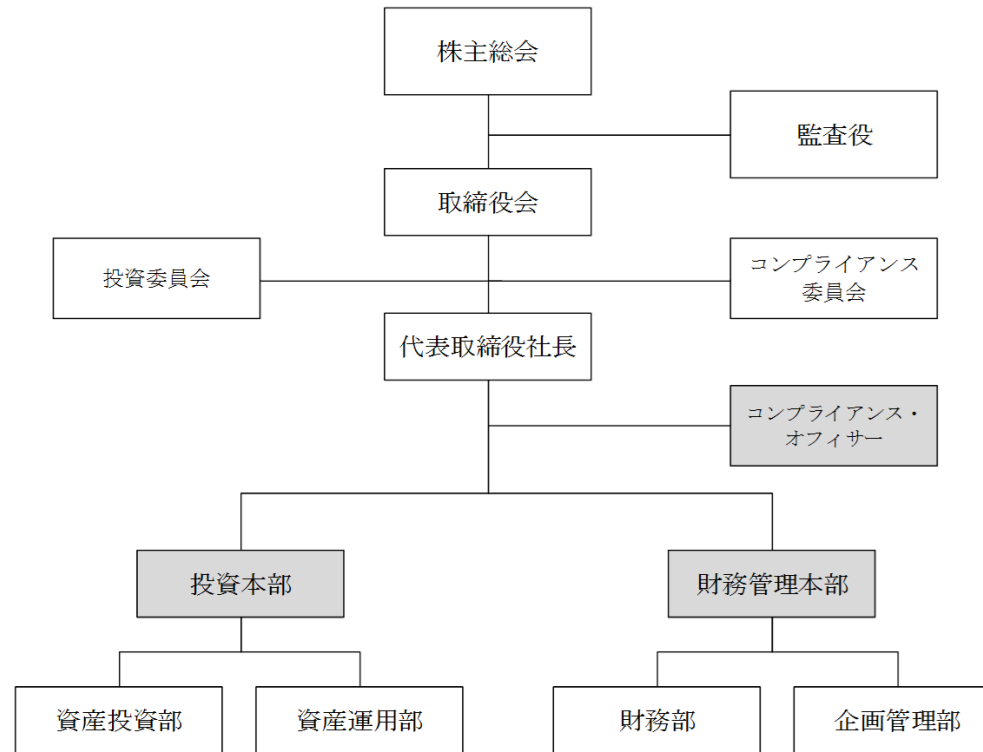 株主総会
監査役
取締役会
投資委員会
コンプライアンス
委員会
代表取締役社長
コンプライアンス・
オフィサー
投資本部
財務管理本部
資産投資部
資産運用部
財務部
企画管理部